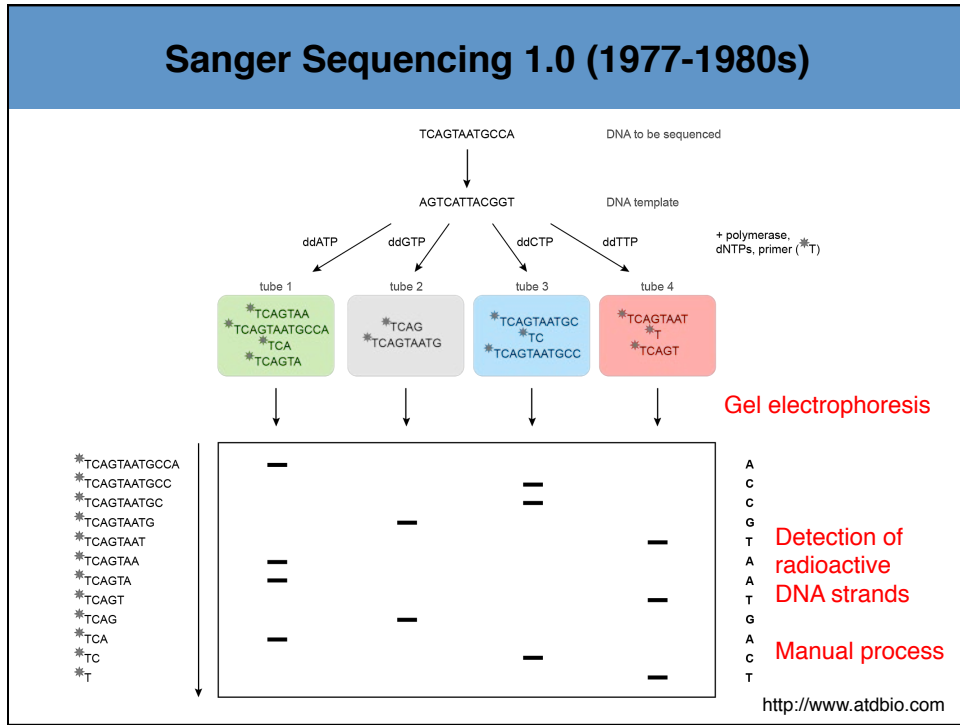 Sanger Sequencing 1.0 (1977-1980s)
TCAGTAATGCCA
DNA to be sequenced
AGTCATTACGGT
DNA template
ddATP
ddGTP
ddCTP
ddTTP
+ polymerase,
dNTPs, primer (*T)
tube 1
tube 2
tube 3
tube 4
*TCAGTAA
*TCAGTAATGCCA
*TCA
*TCAGTA
*TCAG
*TCAGTAATG
*TCAGTAATGC
*TC
*TCAGTAATGCC
*TCAGTAAT
*T
*TCAGT
Gel electrophoresis
*TCAGTAATGCCA A
*TCAGTAATGCC C
*TCAGTAATGC C
*TCAGTAATG G
*TCAGTAAT T
*TCAGTAA A
*TCAGTA A
*TCAGT T
*TCAG G
*TCA A
*TC C
*T T
Detection of
radioactive
DNA strands
Manual process
http://www.atdbio.com